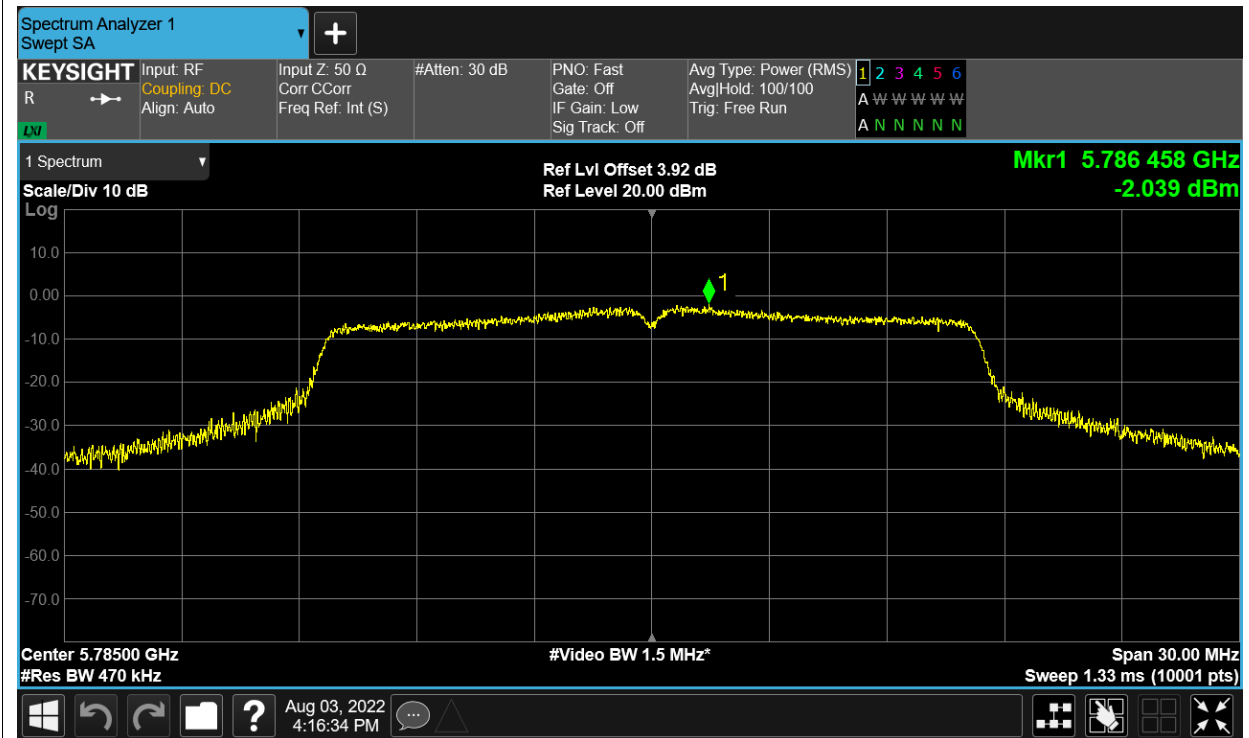 Spectrum Analyzer 1
Swept SA
+
KEYSIGHT
R
LXI
Input: RF
Coupling: DC
Align: Auto
Input Z: 50 Ω
Corr CCorr
Freq Ref: Int (S)
#Atten: 30 dB
PNO: Fast
Gate: Off
IF Gain: Low
Sig Track: Off
Avg Type: Power (RMS)
Avg|Hold: 100/100
Trig: Free Run
1 2 3 4 5 6
A W W W W W
A N N N N N
1 Spectrum
Scale/Div 10 dB
Log
Ref Lvl Offset 3.92 dB
Ref Level 20.00 dBm
Mkr1 5.786 458 GHz
-2.039 dBm
10.0
0.00
-10.0
-20.0
-30.0
-40.0
-50.0
-60.0
-70.0
1
Center 5.78500 GHz
#Res BW 470 kHz
#Video BW 1.5 MHz*
Span 30.00 MHz
Sweep 1.33 ms (10001 pts)
?
Aug 03, 2022
4:16:34 PM